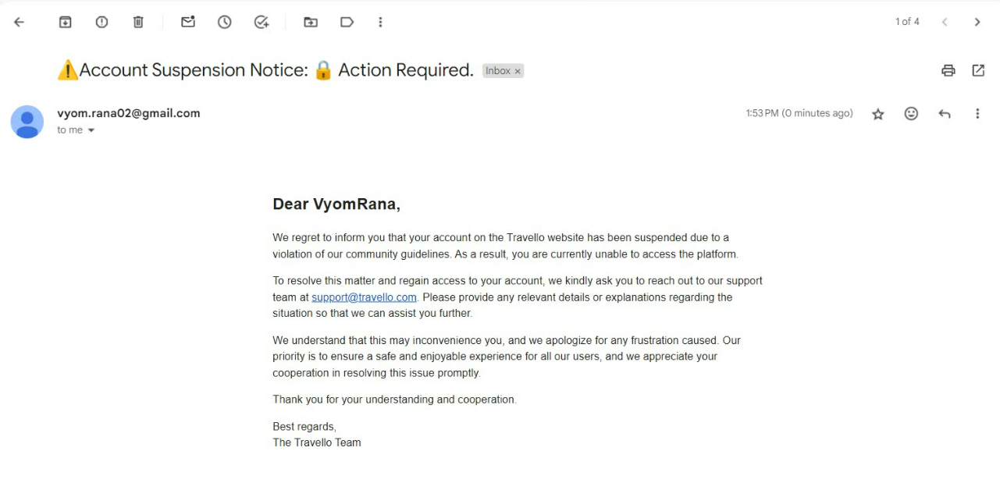 1 of 4
⚠️Account Suspension Notice: 🔒 Action Required. Inbox ×
vyom.rana02@gmail.com 1:53 PM (0 minutes ago)
to me
Dear VyomRana,
We regret to inform you that your account on the Travello website has been suspended due to a
violation of our community guidelines. As a result, you are currently unable to access the platform.
To resolve this matter and regain access to your account, we kindly ask you to reach out to our support
team at support@travello.com. Please provide any relevant details or explanations regarding the
situation so that we can assist you further.
We understand that this may inconvenience you, and we apologize for any frustration caused. Our
priority is to ensure a safe and enjoyable experience for all our users, and we appreciate your
cooperation in resolving this issue promptly.
Thank you for your understanding and cooperation.
Best regards,
The Travello Team